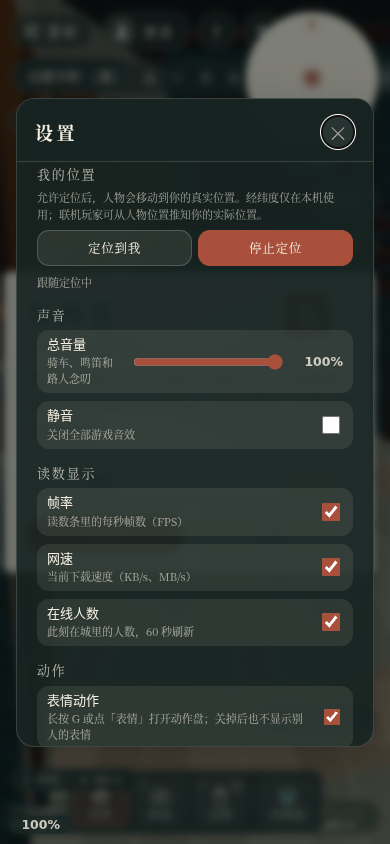 设置
我的位置
允许定位后，人物会移动到你的真实位置。经纬度仅在本机使
用；联机玩家可从人物位置推知你的实际位置。
定位到我
停止定位
跟随定位中
声音
总音量
骑车、鸣笛和
路人念叨
100%
静音
关闭全部游戏音效
读数显示
帧率
读数条里的每秒帧数（FPS）
网速
当前下载速度（KB/s、MB/s）
在线人数
此刻在城里的人数，60 秒刷新
动作
表情动作
长按 G 或点「表情」打开动作盘；关掉后也不显示别
人的表情
100%